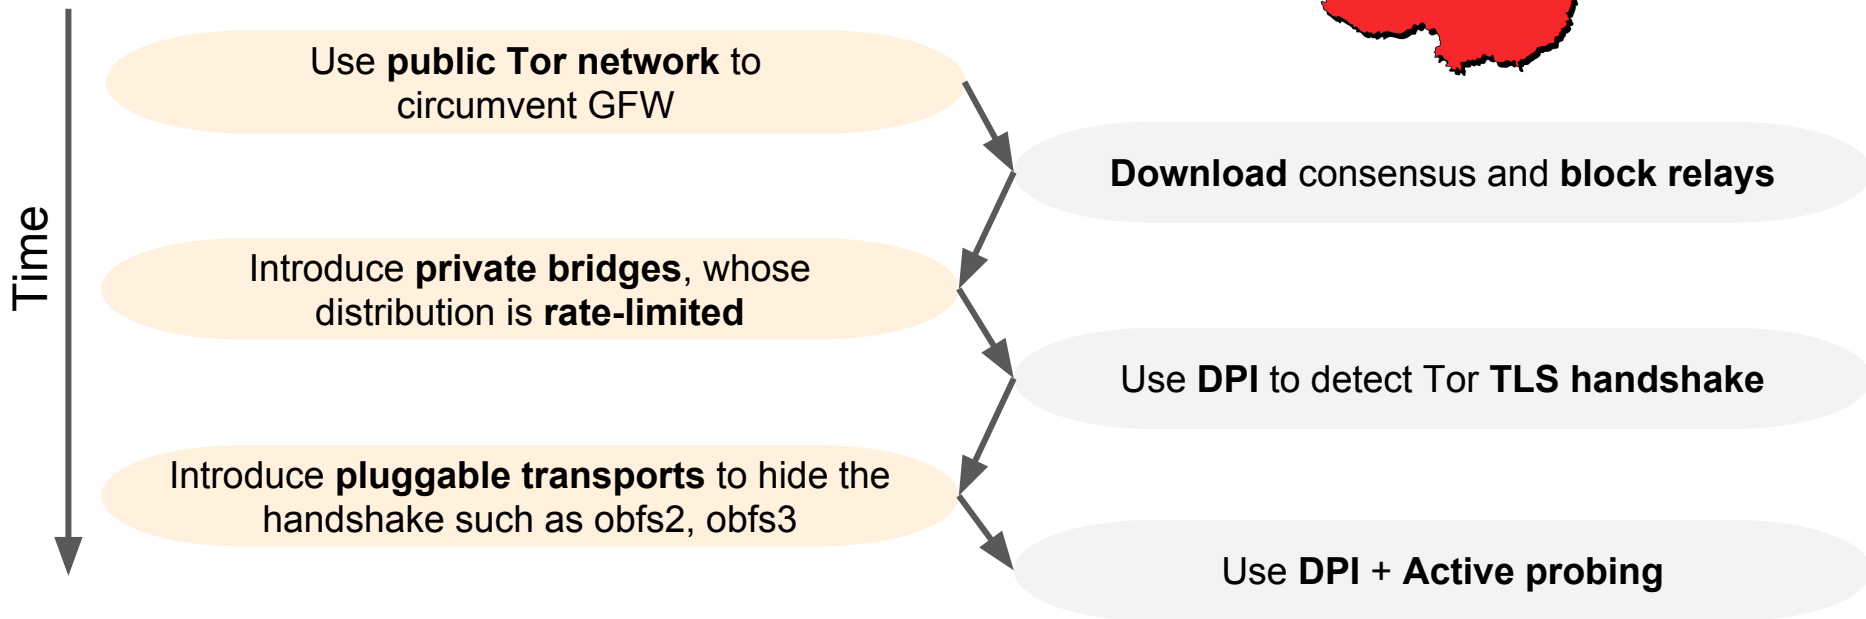 Time
Use public Tor network to
circumvent GFW
Download consensus and block relays
Introduce private bridges, whose
distribution is rate-limited
Use DPI to detect Tor TLS handshake
Introduce pluggable transports to hide the
handshake such as obfs2, obfs3
Use DPI + Active probing